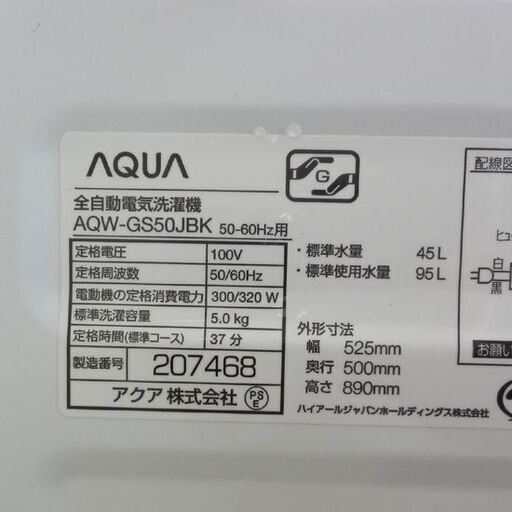 AQUA
全自動電気洗濯機
AQW-GS50JBK 50-60Hz用
定格電圧 100V
定格周波数 50/60Hz
電動機の定格消費電力 300/320 W
標準洗濯容量 5.0 kg
定格時間(標準コース) 37 分
製造番号 207468
アクア 株式会社 PSE
G
・標準水量 45L
・標準使用水量 95L
外形寸法
幅 525mm
奥行 500mm
高さ 890mm
ハイアールジャパンホールディングス株式会社
配線図
ヒュ
白
黒
お願い